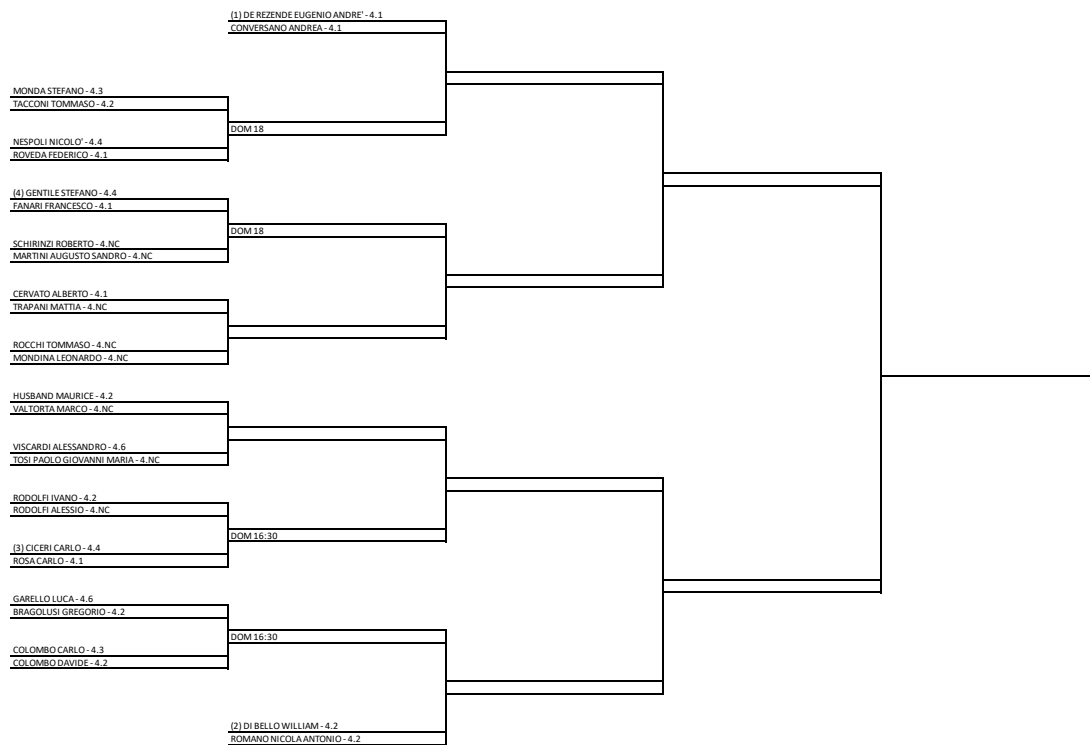 (1) DE REZENDE EUGENIO ANDRE' - 4.1
CONVERSANO ANDREA - 4.1
MONDA STEFANO - 4.3
TACCONI TOMMASO - 4.2
DOM 18
NESPOLI NICOLO' - 4.4
ROVEDA FEDERICO - 4.1
(4) GENTILE STEFANO - 4.4
FANARI FRANCESCO - 4.1
DOM 18
SCHIRINZI ROBERTO - 4.NC
MARTINI AUGUSTO SANDRO - 4.NC
CERVATO ALBERTO - 4.1
TRAPANI MATTIA - 4.NC
ROCCHI TOMMASO - 4.NC
MONDINA LEONARDO - 4.NC
HUSBAND MAURICE - 4.2
VALTORTA MARCO - 4.NC
VISCARDI ALESSANDRO - 4.6
TOSI PAOLO GIOVANNI MARIA - 4.NC
RODOLFI IVANO - 4.2
RODOLFI ALESSIO - 4.NC
DOM 16:30
(3) CICERI CARLO - 4.4
ROSA CARLO - 4.1
GARELLO LUCA - 4.6
BRAGOLUSI GREGORIO - 4.2
DOM 16:30
COLOMBO CARLO - 4.3
COLOMBO DAVIDE - 4.2
(2) DI BELLO WILLIAM - 4.2
ROMANO NICOLA ANTONIO - 4.2